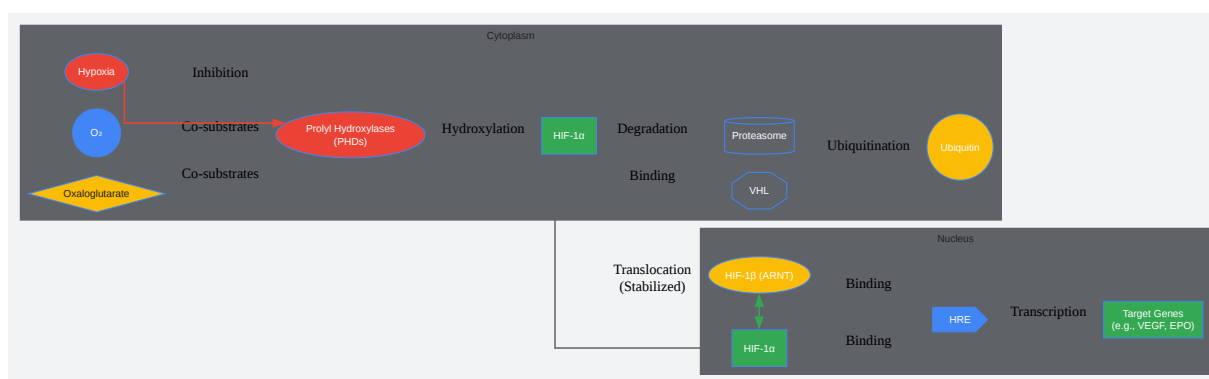 Cytoplasm
Hypoxia
Inhibition
O₂
Co-substrates
Prolyl Hydroxylases
(PHDs)
Hydroxylation
HIF-1α
Degradation
Proteasome
Ubiquitination
Ubiquitin
Co-substrates
Binding
VHL
Oxaloglutarate
Nucleus
Translocation
(Stabilized)
HIF-1β (ARNT)
Binding
HRE
Transcription
Target Genes
(e.g., VEGF, EPO)
HIF-1α
Binding